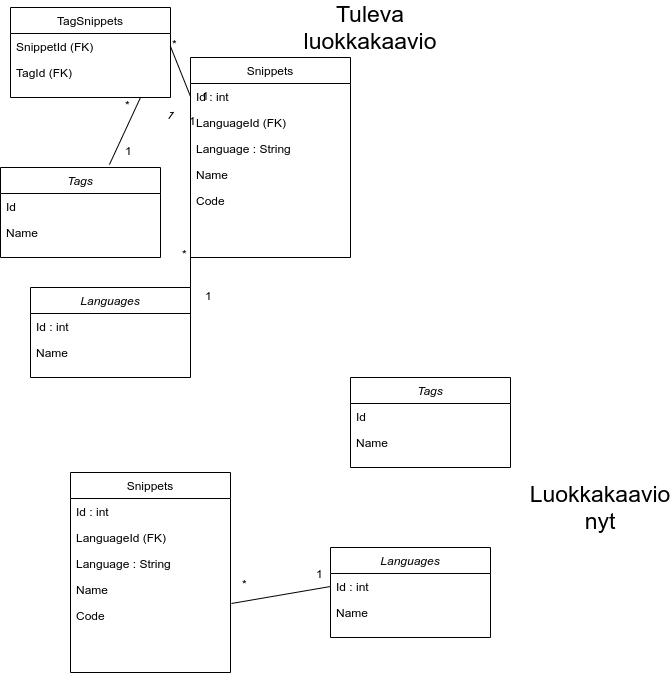 Tuleva
luokkakaavio
TagSnippets
SnippetId (FK)
TagId (FK)
*
Snippets
Id : int
1
LanguageId (FK)
Language : String
Name
Code
*
1
1
Tags
Id
Name
*
1
Languages
Id : int
Name
Tags
Id
Name
Luokkakaavio
nyt
Snippets
Id : int
LanguageId (FK)
Language : String
Name
Code
*
1
Languages
Id : int
Name